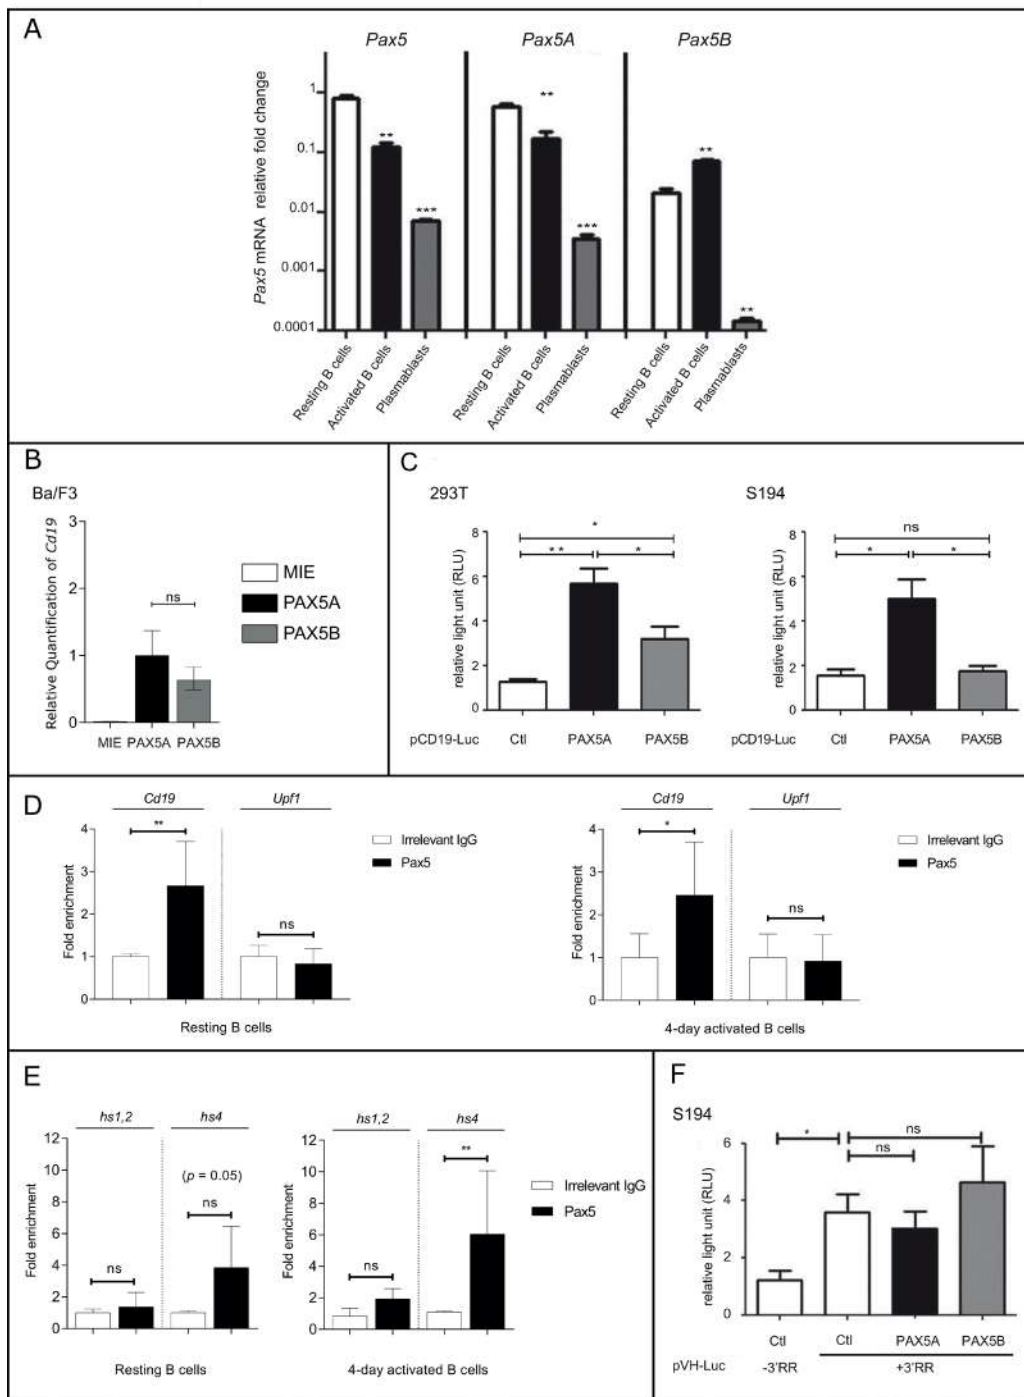 A
Pax5
Pax5A
Pax5B
Pax5 mRNA relative fold change
1
0.1
0.01
0.001
0.0001
**
***
**
***
**
**
Resting B cells
Activated B cells
Plasmablasts
Resting B cells
Activated B cells
Plasmablasts
Resting B cells
Activated B cells
Plasmablasts
B
Ba/F3
Relative Quantification of Cd19
3
2
1
0
ns
MIE PAX5A PAX5B
MIE
PAX5A
PAX5B
C
293T
relative light unit (RLU)
8
6
4
2
0
*
** *
pCD19-Luc Ctl PAX5A PAX5B
S194
relative light unit (RLU)
8
6
4
2
0
ns
* *
pCD19-Luc Ctl PAX5A PAX5B
D
Cd19 Upf1
Fold enrichment
4
3
2
1
0
**
ns
Irrelevant IgG
Pax5
Resting B cells
Cd19 Upf1
Fold enrichment
4
3
2
1
0
*
ns
Irrelevant IgG
Pax5
4-day activated B cells
E
hs1,2 hs4
Fold enrichment
12
10
8
6
4
2
0
(p = 0.05)
ns
ns
Resting B cells
hs1,2 hs4
Fold enrichment
12
10
8
6
4
2
0
**
ns
Irrelevant IgG
Pax5
4-day activated B cells
F
S194
relative light unit (RLU)
6
4
2
0
ns
* ns
Ctl Ctl PAX5A PAX5B
pVH-Luc -3'RR +3'RR